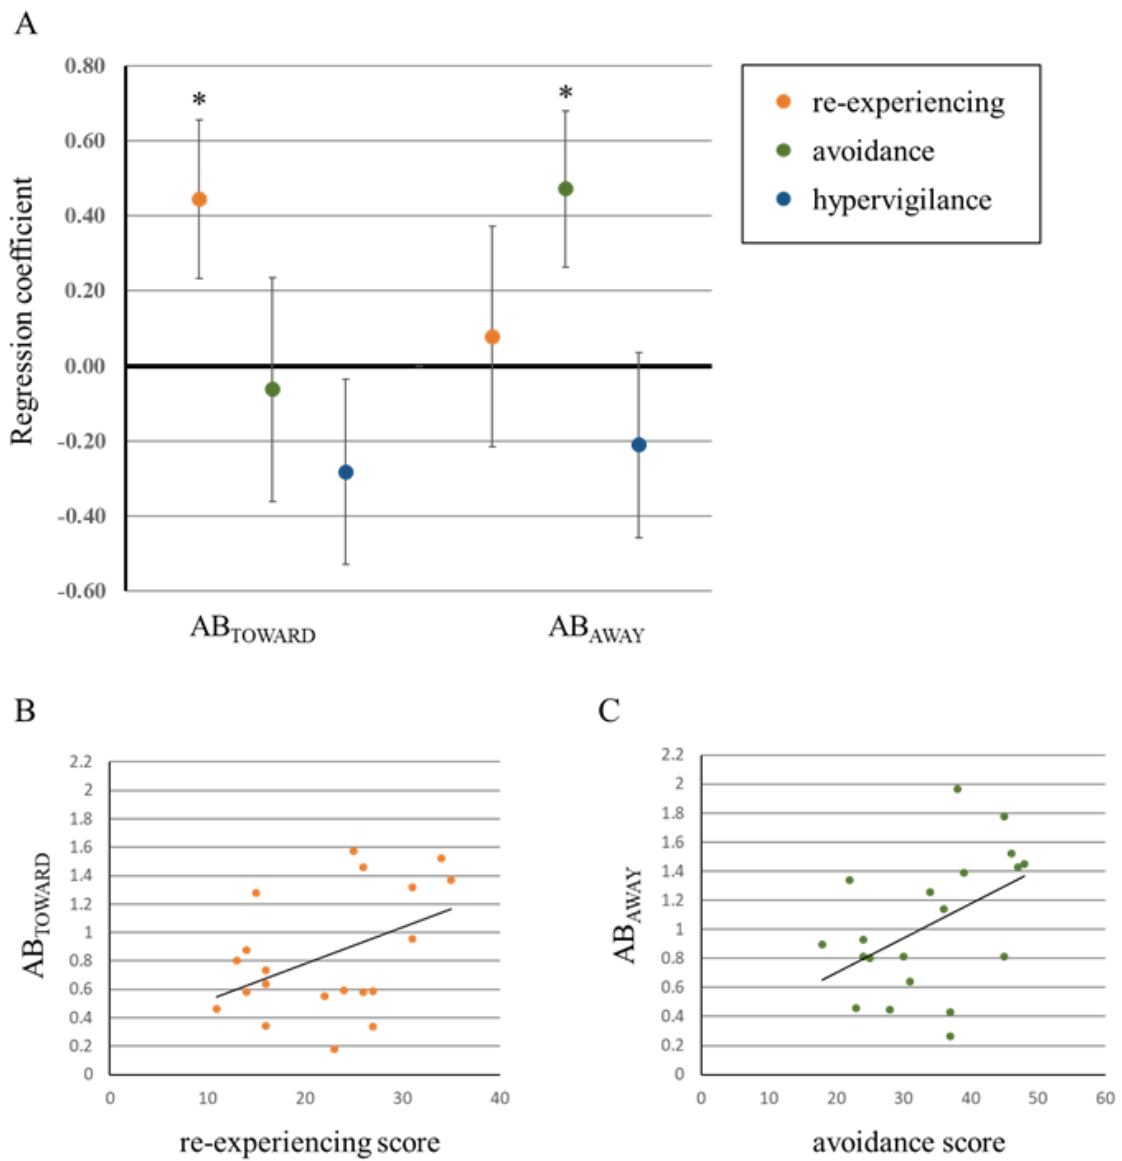 A
0.80
0.60
0.40
0.20
0.00
-0.20
-0.40
-0.60
Regression coefficient
*
*
re-experiencing
avoidance
hypervigilance
AB_TOWARD AB_AWAY
B
2.2
2
1.8
1.6
1.4
1.2
1
0.8
0.6
0.4
0.2
0
AB_TOWARD
0 10 20 30 40
re-experiencing score
C
2.2
2
1.8
1.6
1.4
1.2
1
0.8
0.6
0.4
0.2
0
AB_AWAY
0 10 20 30 40 50 60
avoidance score